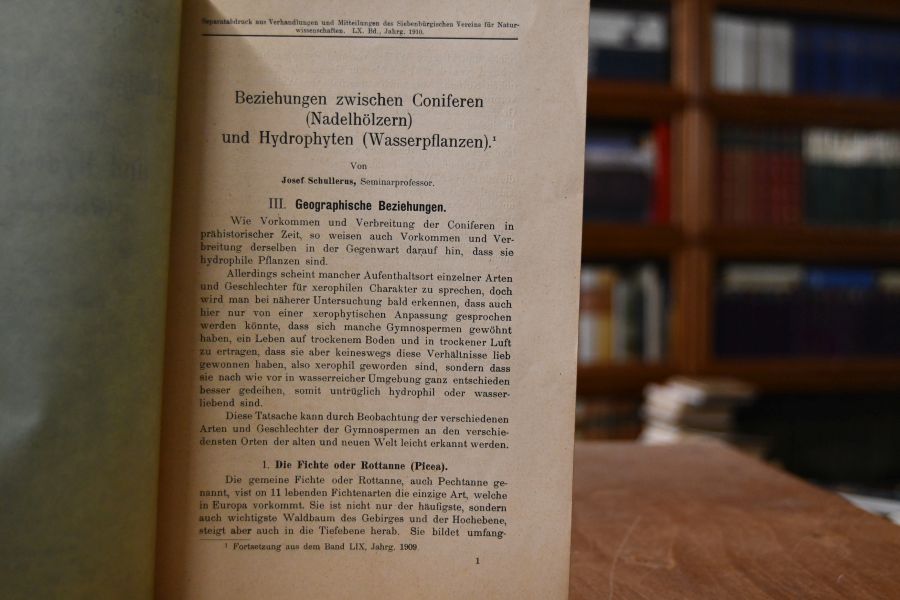 Separatabdruck aus Verhandlungen und Mitteilungen des Siebenbürgischen Vereins für Natur-
wissenschaften. LX. Bd., Jahrg. 1910.
Beziehungen zwischen Coniferen
(Nadelhölzern)
und Hydrophyten (Wasserpflanzen).¹
Von
Josef Schullerus, Seminarprofessor.
III. Geographische Beziehungen.
Wie Vorkommen und Verbreitung der Coniferen in
prähistorischer Zeit, so weisen auch Vorkommen und Ver-
breitung derselben in der Gegenwart darauf hin, dass sie
hydrophile Pflanzen sind.
Allerdings scheint mancher Aufenthaltsort einzelner Arten
und Geschlechter für xerophilen Charakter zu sprechen, doch
wird man bei näherer Untersuchung bald erkennen, dass auch
hier nur von einer xerophytischen Anpassung gesprochen
werden könnte, dass sich manche Gymnospermen gewöhnt
haben, ein Leben auf trockenem Boden und in trockener Luft
zu ertragen, dass sie aber keineswegs diese Verhältnisse lieb
gewonnen haben, also xerophil geworden sind, sondern dass
sie nach wie vor in wasserreicher Umgebung ganz entschieden
besser gedeihen, somit untrüglich hydrophil oder wasser-
liebend sind.
Diese Tatsache kann durch Beobachtung der verschiedenen
Arten und Geschlechter der Gymnospermen an den verschie-
densten Orten der alten und neuen Welt leicht erkannt werden.
1. Die Fichte oder Rottanne (Picea).
Die gemeine Fichte oder Rottanne, auch Pechtanne ge-
nannt, vist on 11 lebenden Fichtenarten die einzige Art, welche
in Europa vorkommt. Sie ist nicht nur der häufigste, sondern
auch wichtigste Waldbaum des Gebirges und der Hochebene,
steigt aber auch in die Tiefebene herab. Sie bildet umfang-
¹ Fortsetzung aus dem Band LIX, Jahrg. 1909
1